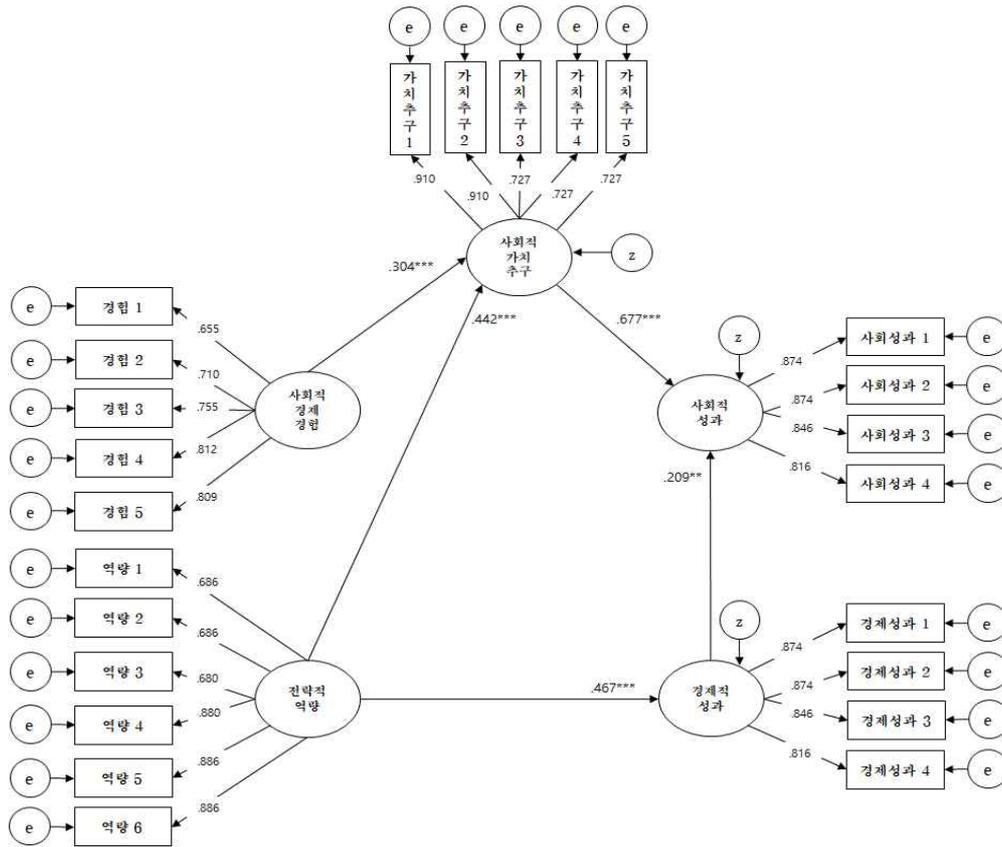 e e e e e
가치추구 1
가치추구 2
가치추구 3
가치추구 4
가치추구 5
.910
.910
.727
.727
.727
사회적
가치
추구
z
.304***
.442***
.677***
e
경험 1
e
경험 2
e
경험 3
e
경험 4
e
경험 5
.655
.710
.755
.812
.809
사회적
경제
경험
z
사회적
성과
.874
.874
.846
.816
사회성과 1
e
사회성과 2
e
사회성과 3
e
사회성과 4
e
.209**
e
역량 1
e
역량 2
e
역량 3
e
역량 4
e
역량 5
e
역량 6
.686
.686
.680
.880
.886
.886
전략적
역량
.467***
z
경제적
성과
.874
.874
.846
.816
경제성과 1
e
경제성과 2
e
경제성과 3
e
경제성과 4
e